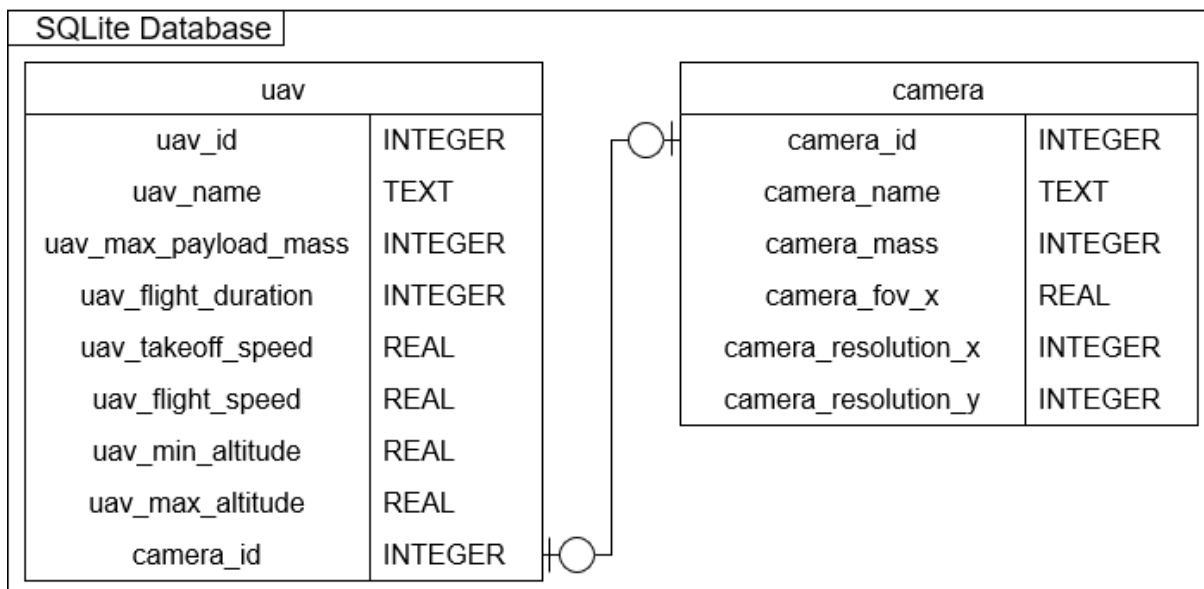 SQLite Database
uav
uav_id INTEGER
uav_name TEXT
uav_max_payload_mass INTEGER
uav_flight_duration INTEGER
uav_takeoff_speed REAL
uav_flight_speed REAL
uav_min_altitude REAL
uav_max_altitude REAL
camera_id INTEGER
camera
camera_id INTEGER
camera_name TEXT
camera_mass INTEGER
camera_fov_x REAL
camera_resolution_x INTEGER
camera_resolution_y INTEGER